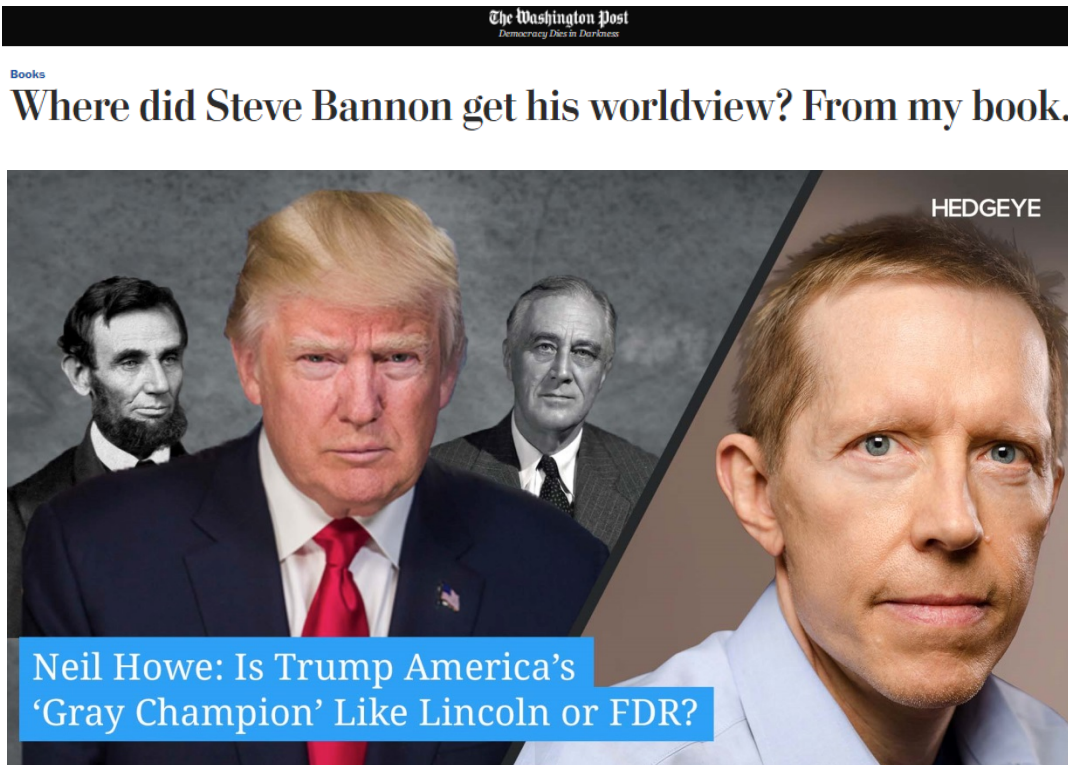 The Washington Post
Democracy Dies in Darkness
Books
Where did Steve Bannon get his worldview? From my book.
HEDGEYE
Neil Howe: Is Trump America’s
‘Gray Champion’ Like Lincoln or FDR?